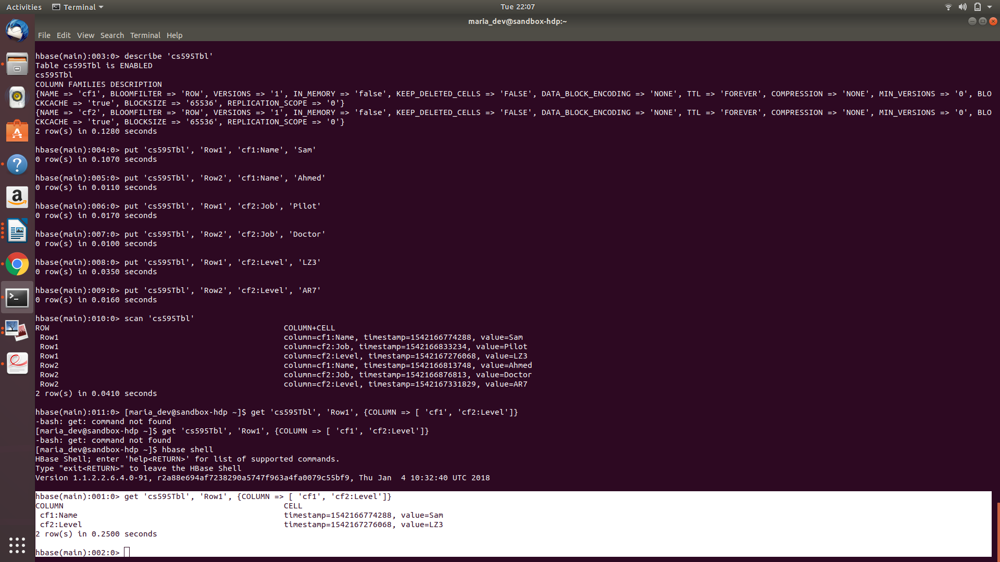 Activities Terminal Tue 22:07
maria_dev@sandbox-hdp:~
File Edit View Search Terminal Help
hbase(main):003:0> describe 'cs595Tbl'
Table cs595Tbl is ENABLED
cs595Tbl
COLUMN FAMILIES DESCRIPTION
{NAME => 'cf1', BLOOMFILTER => 'ROW', VERSIONS => '1', IN_MEMORY => 'false', KEEP_DELETED_CELLS => 'FALSE', DATA_BLOCK_ENCODING => 'NONE', TTL => 'FOREVER', COMPRESSION => 'NONE', MIN_VERSIONS => '0', BLO
CKCACHE => 'true', BLOCKSIZE => '65536', REPLICATION_SCOPE => '0'}
{NAME => 'cf2', BLOOMFILTER => 'ROW', VERSIONS => '1', IN_MEMORY => 'false', KEEP_DELETED_CELLS => 'FALSE', DATA_BLOCK_ENCODING => 'NONE', TTL => 'FOREVER', COMPRESSION => 'NONE', MIN_VERSIONS => '0', BLO
CKCACHE => 'true', BLOCKSIZE => '65536', REPLICATION_SCOPE => '0'}
2 row(s) in 0.1280 seconds
hbase(main):004:0> put 'cs595Tbl', 'Row1', 'cf1:Name', 'Sam'
0 row(s) in 0.1070 seconds
hbase(main):005:0> put 'cs595Tbl', 'Row2', 'cf1:Name', 'Ahmed'
0 row(s) in 0.0110 seconds
hbase(main):006:0> put 'cs595Tbl', 'Row1', 'cf2:Job', 'Pilot'
0 row(s) in 0.0170 seconds
hbase(main):007:0> put 'cs595Tbl', 'Row2', 'cf2:Job', 'Doctor'
0 row(s) in 0.0100 seconds
hbase(main):008:0> put 'cs595Tbl', 'Row1', 'cf2:Level', 'LZ3'
0 row(s) in 0.0350 seconds
hbase(main):009:0> put 'cs595Tbl', 'Row2', 'cf2:Level', 'AR7'
0 row(s) in 0.0160 seconds
hbase(main):010:0> scan 'cs595Tbl'
ROW COLUMN+CELL
Row1 column=cf1:Name, timestamp=1542166774288, value=Sam
Row1 column=cf2:Job, timestamp=1542166833234, value=Pilot
Row1 column=cf2:Level, timestamp=1542167276068, value=LZ3
Row2 column=cf1:Name, timestamp=1542166813748, value=Ahmed
Row2 column=cf2:Job, timestamp=1542166876813, value=Doctor
Row2 column=cf2:Level, timestamp=1542167331829, value=AR7
2 row(s) in 0.0410 seconds
hbase(main):011:0> [maria_dev@sandbox-hdp ~]$ get 'cs595Tbl', 'Row1', {COLUMN => [ 'cf1', 'cf2:Level']}
-bash: get: command not found
[maria_dev@sandbox-hdp ~]$ get 'cs595Tbl', 'Row1', {COLUMN => [ 'cf1', 'cf2:Level']}
-bash: get: command not found
[maria_dev@sandbox-hdp ~]$ hbase shell
HBase Shell; enter 'help<RETURN>' for list of supported commands.
Type "exit<RETURN>" to leave the HBase Shell
Version 1.1.2.2.6.4.0-91, r2a88e694af7238290a5747f963a4fa0079c55bf9, Thu Jan  4 10:32:40 UTC 2018
hbase(main):001:0> get 'cs595Tbl', 'Row1', {COLUMN => [ 'cf1', 'cf2:Level']}
COLUMN CELL
cf1:Name timestamp=1542166774288, value=Sam
cf2:Level timestamp=1542167276068, value=LZ3
2 row(s) in 0.2500 seconds
hbase(main):002:0>